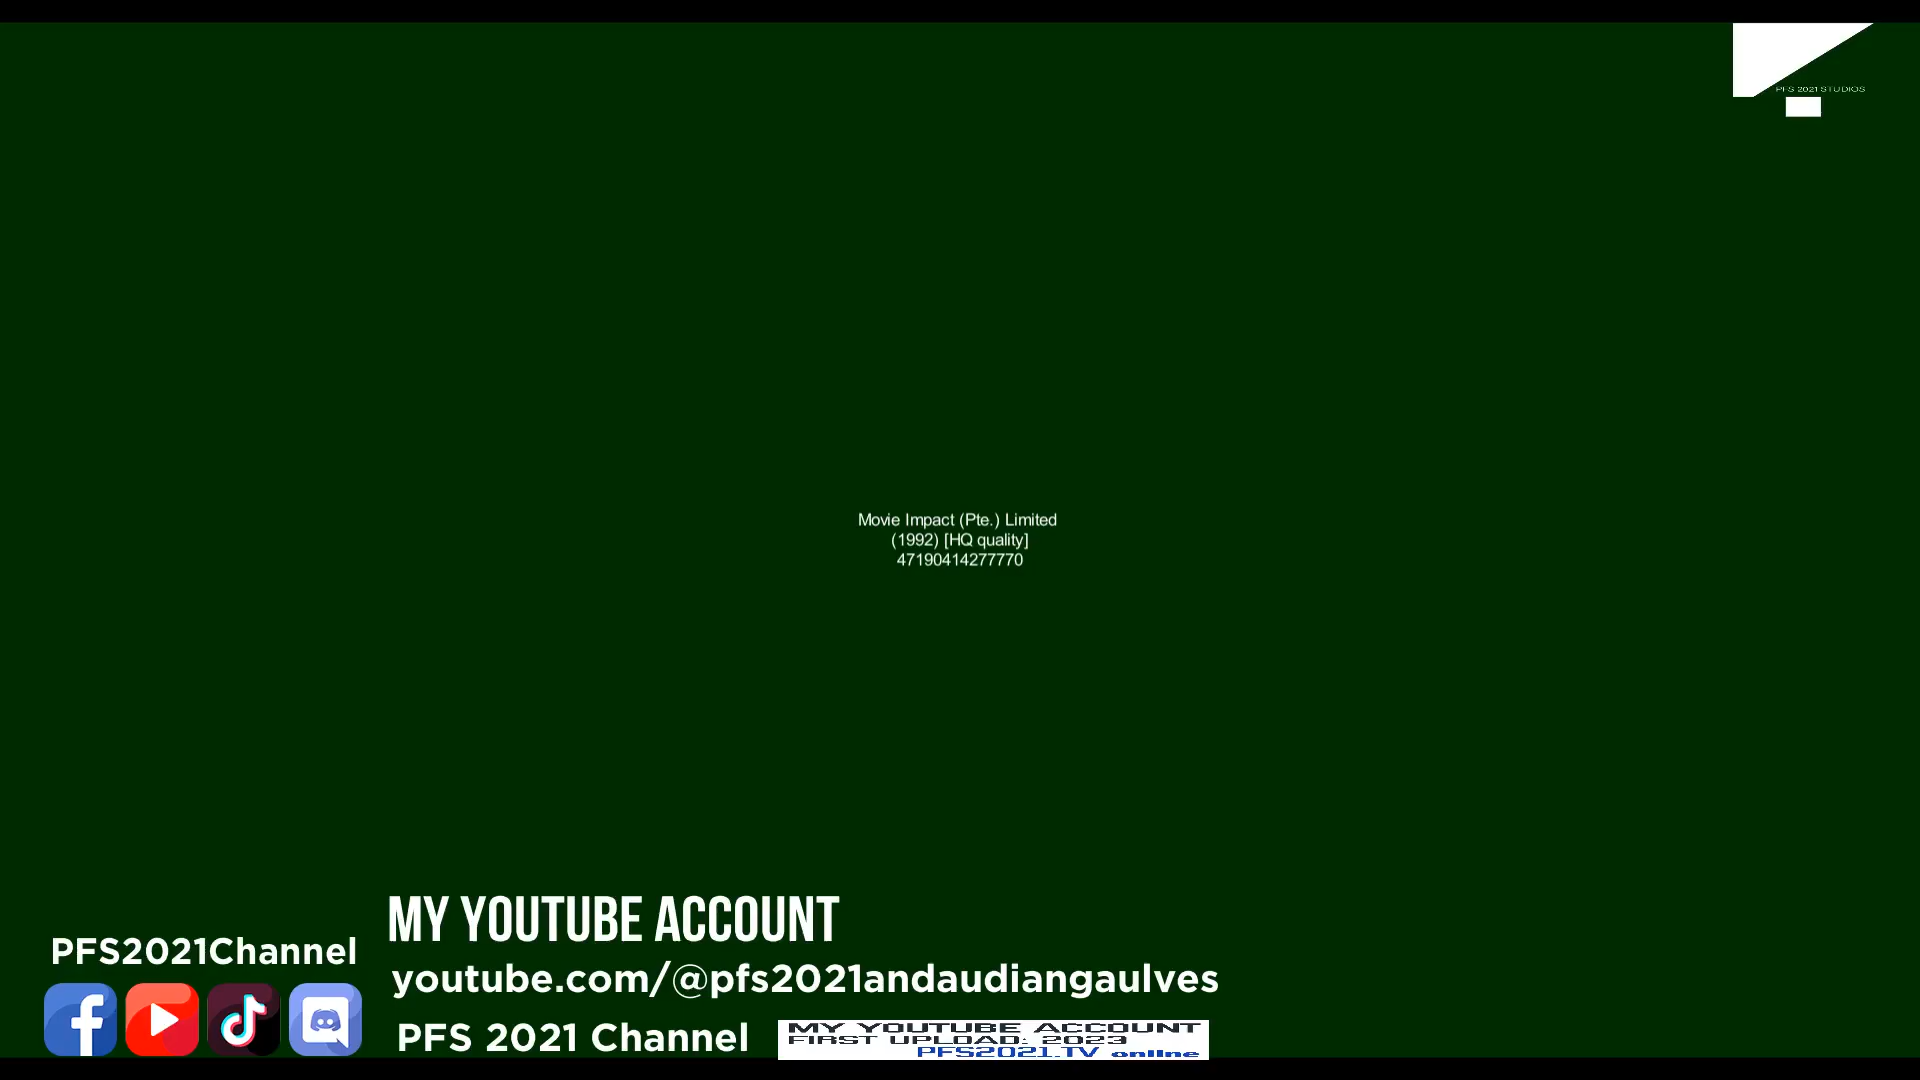 PFS 2021 STUDIOS
Movie Impact (Pte.) Limited
(1992) [HQ quality]
47190414277770
MY YOUTUBE ACCOUNT
PFS2021Channel
youtube.com/@pfs2021andaudiangaulves
PFS 2021 Channel
MY YOUTUBE ACCOUNT
FIRST UPLOAD: 2023
PFS2021.TV online